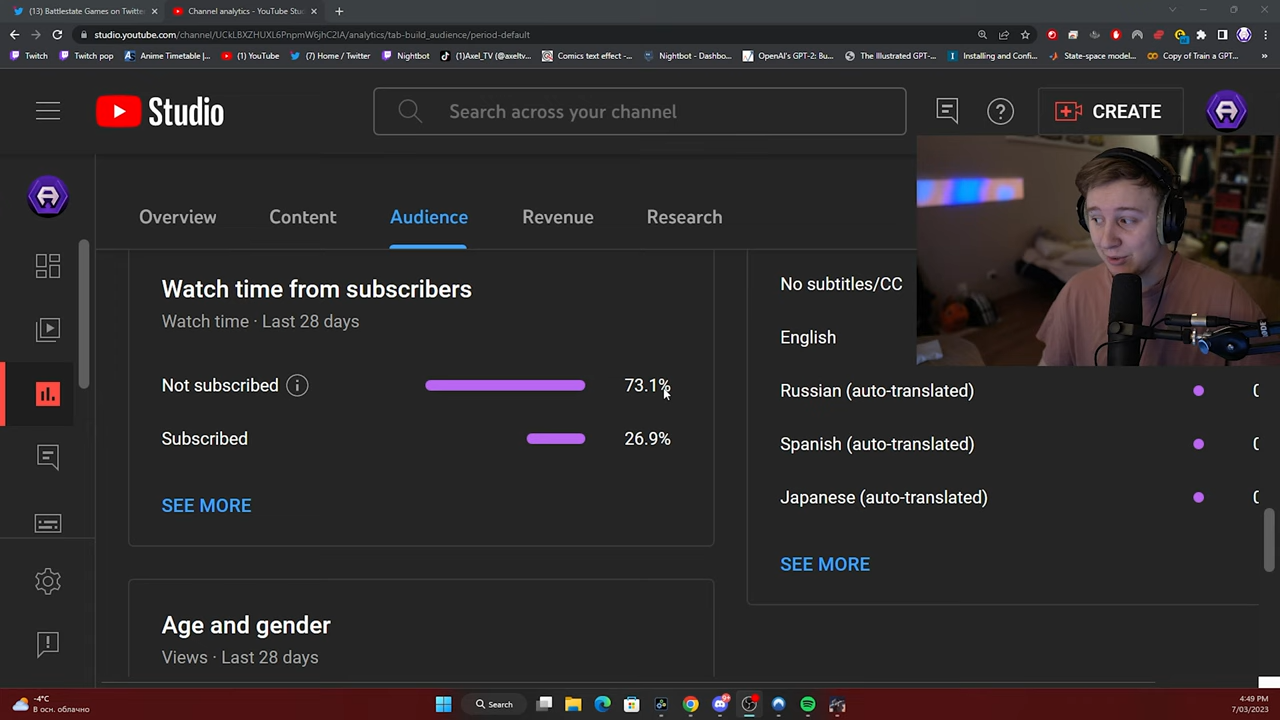 (13) Battlestate Games on Twitter
Channel analytics - YouTube Stu
studio.youtube.com/channel/UCkLBXZHUXL6PnpmW6jhC2IA/analytics/tab-build_audience/period-default
Twitch
Twitch pop
Anime Timetable |...
(1) YouTube
(7) Home / Twitter
Nightbot
(1)AxelerV (@axeltv...
Comics text effect -...
Nightbot - Dashbo...
OpenAI's GPT-2: Bu...
The Illustrated GPT-...
Installing and Confi...
State-space model...
Copy of Train a GPT...
Studio
Search across your channel
CREATE
Overview
Content
Audience
Revenue
Research
Watch time from subscribers
Watch time · Last 28 days
Not subscribed 73.1%
Subscribed 26.9%
SEE MORE
Age and gender
Views · Last 28 days
No subtitles/CC
English
Russian (auto-translated)
Spanish (auto-translated)
Japanese (auto-translated)
SEE MORE
-4°C
В осн. облачно
Search
4:49 PM
7/03/2023